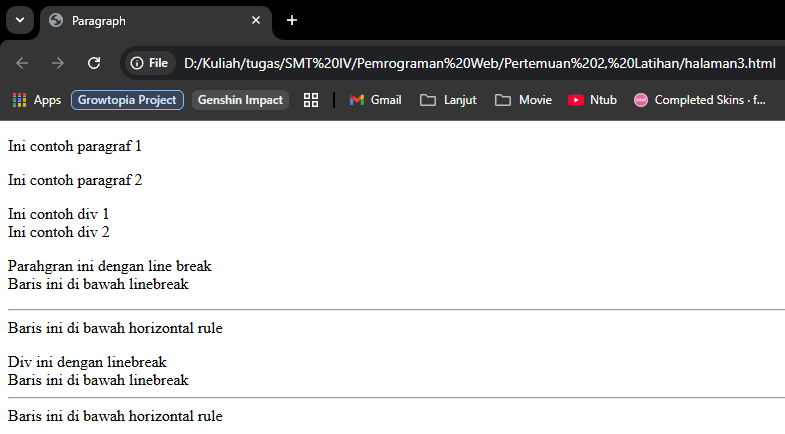 Paragraph
File D:/Kuliah/tugas/SMT%20IV/Pemrograman%20Web/Pertemuan%202,%20Latihan/halaman3.html
Apps Growtopia Project Genshin Impact Gmail Lanjut Movie Ntub Completed Skins · f...
Ini contoh paragraf 1
Ini contoh paragraf 2
Ini contoh div 1
Ini contoh div 2
Parahgran ini dengan line break
Baris ini di bawah linebreak
Baris ini di bawah horizontal rule
Div ini dengan linebreak
Baris ini di bawah linebreak
Baris ini di bawah horizontal rule